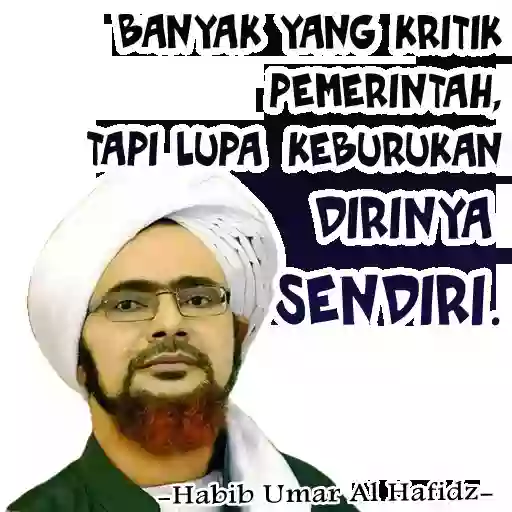 BANYAK YANG KRITIK
PEMERINTAH,
TAPI LUPA KEBURUKAN
DIRINYA
SENDIRI.
-Habib Umar Al Hafidz-